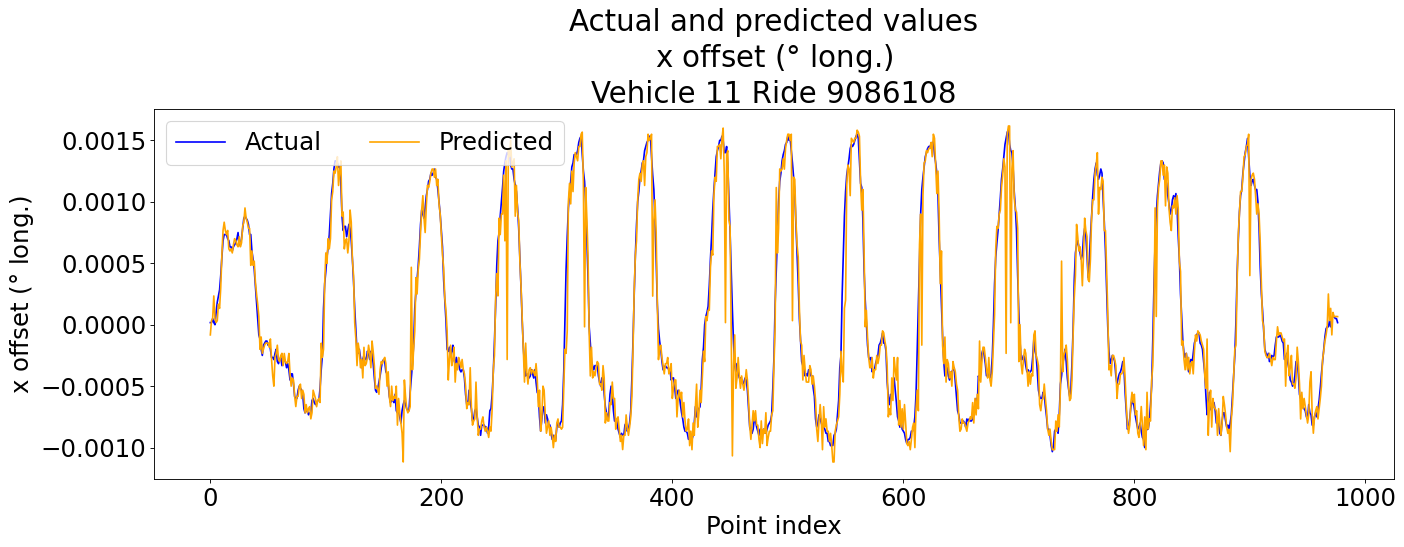 Actual and predicted values
x offset (° long.)
Vehicle 11 Ride 9086108
Actual
Predicted
x offset (° long.)
0.0015
0.0010
0.0005
0.0000
−0.0005
−0.0010
0
200
400
600
800
1000
Point index